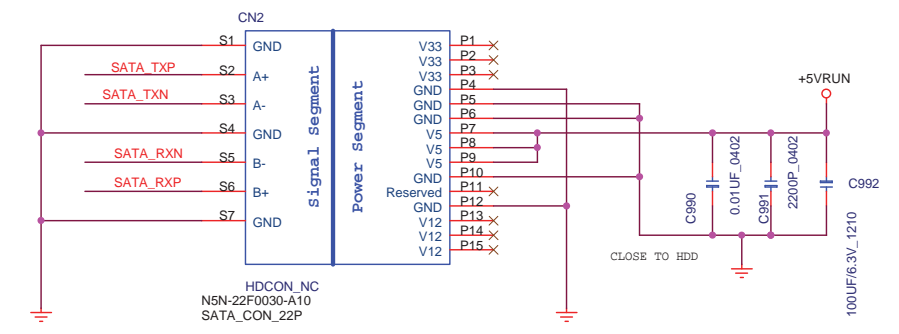 CN2
S1 GND
SATA_TXP S2 A+
SATA_TXN S3 A-
S4 GND
SATA_RXN S5 B-
SATA_RXP S6 B+
S7 GND
Signal Segment
Power Segment
V33 P1
V33 P2
V33 P3
GND P4
GND P5
GND P6
V5 P7
V5 P8
V5 P9
GND P10
Reserved P11
GND P12
V12 P13
V12 P14
V12 P15
HDCON_NC
N5N-22F0030-A10
SATA_CON_22P
+5VRUN
C990
0.01UF_0402
C991
2200P_0402
C992
100UF/6.3V_1210
CLOSE TO HDD